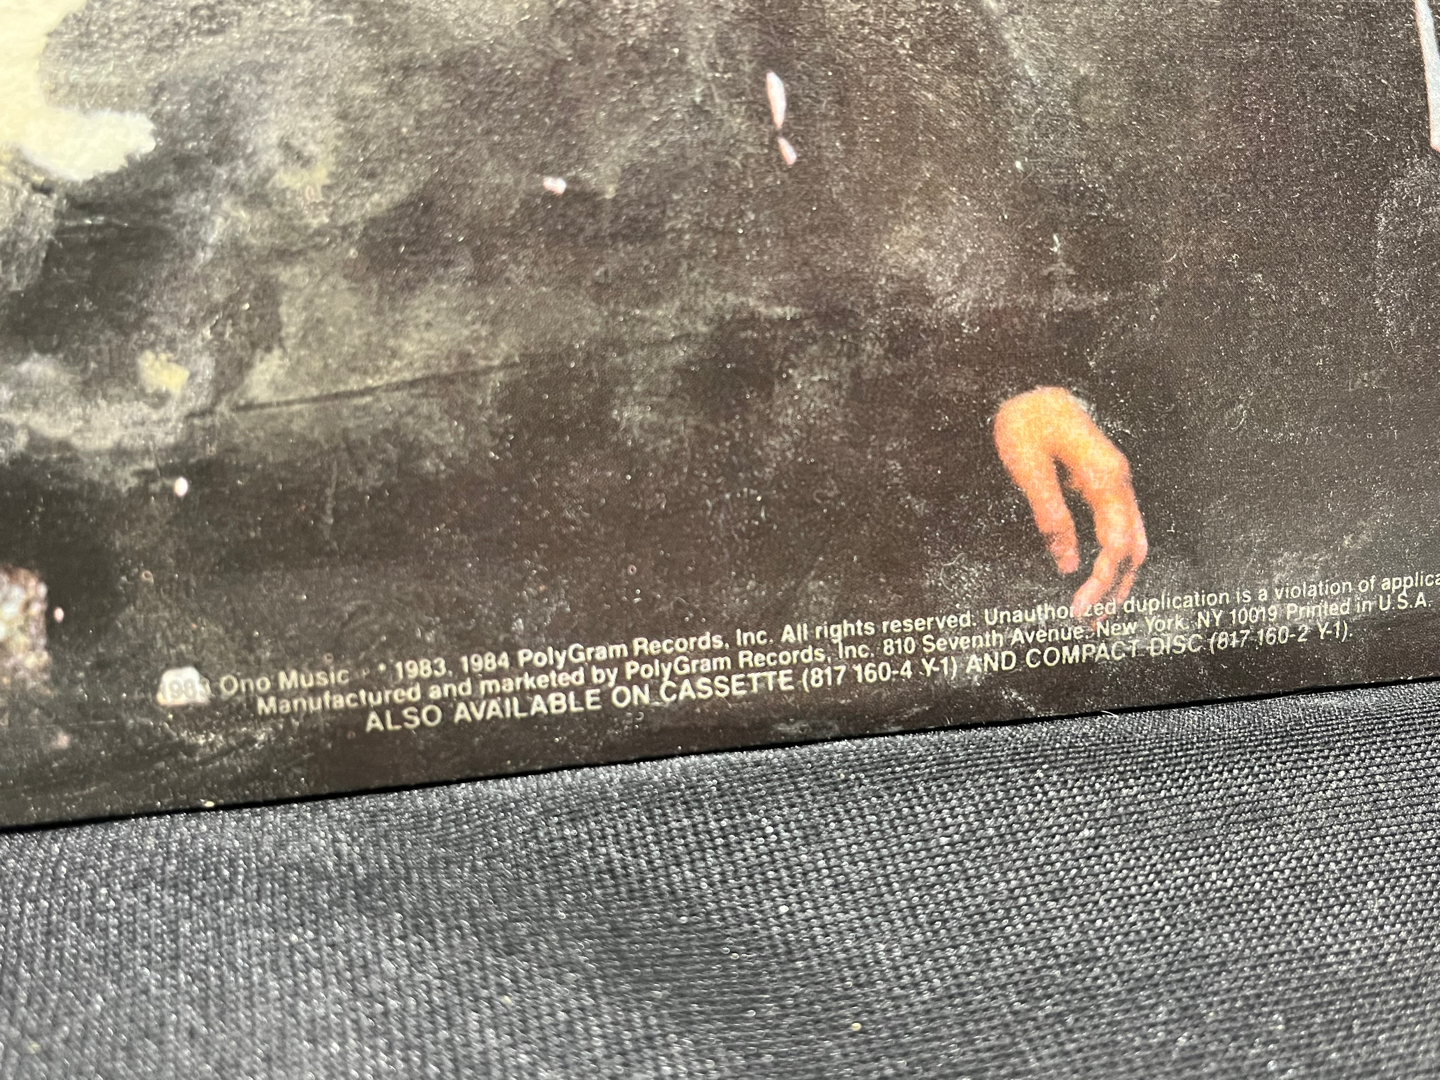 1983 Ono Music 1983, 1984 PolyGram Records, Inc. All rights reserved. Unauthorized duplication is a violation of applica
Manufactured and marketed by PolyGram Records, Inc. 810 Seventh Avenue, New York, NY 10019 Printed in U.S.A.
ALSO AVAILABLE ON CASSETTE (817 160-4 Y-1) AND COMPACT DISC (817 160-2 Y-1).